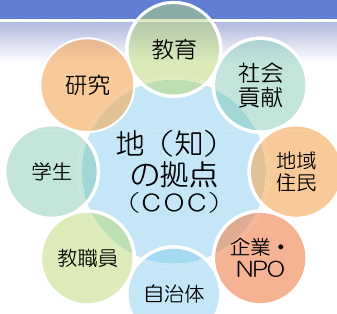 教育
社会
貢献
地域
住民
企業・
NPO
自治体
教職員
学生
研究
地（知）
の拠点
（ＣＯＣ）